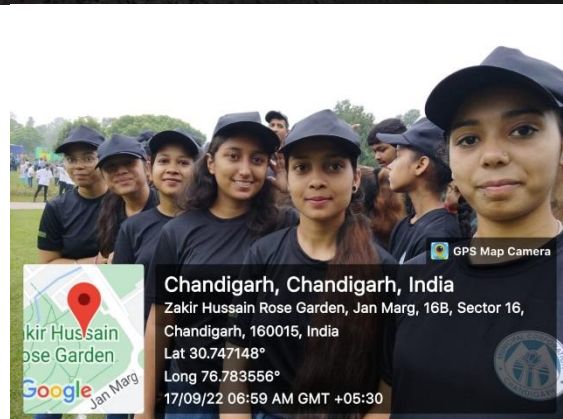 GPS Map Camera
Chandigarh, Chandigarh, India
Zakir Hussain Rose Garden, Jan Marg, 16B, Sector 16,
Chandigarh, 160015, India
Lat 30.747148°
Long 76.783556°
17/09/22 06:59 AM GMT +05:30
kir Hussain
ose Garden
Jan Marg
Google
CHANDIGARH